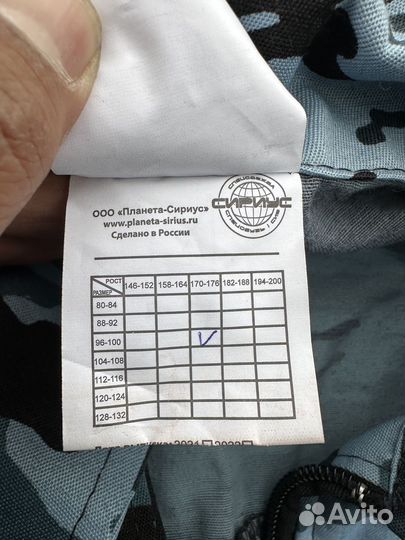 СПЕЦОДЕЖДА
СИРИУС
ООО «Планета-Сириус»
www.planeta-sirius.ru
Сделано в России
РОСТ
РАЗМЕР
146-152 158-164 170-176 182-188 194-200
80-84
88-92
96-100 V
104-108
112-116
120-124
128-132
Avito